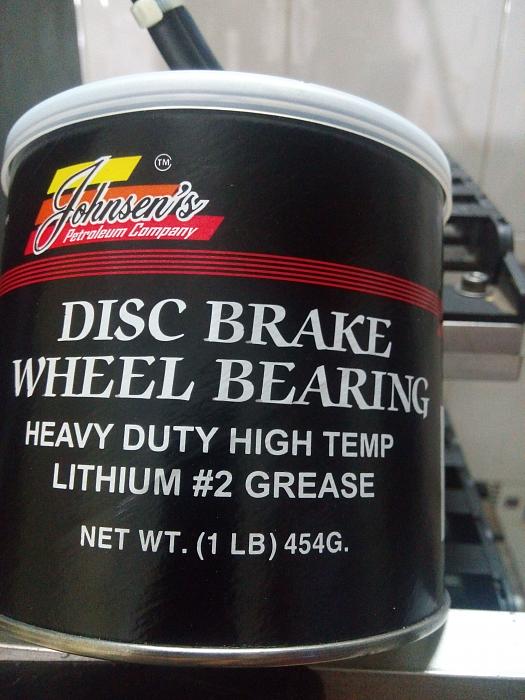 Johnsen's TM
Petroleum Company
DISC BRAKE
WHEEL BEARING
HEAVY DUTY HIGH TEMP
LITHIUM #2 GREASE
NET WT. (1 LB) 454G.